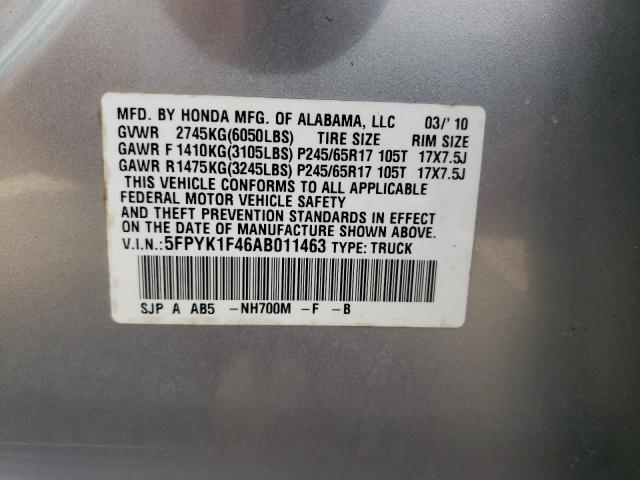 MFD. BY HONDA MFG. OF ALABAMA, LLC 03/'10
GVWR 2745KG(6050LBS) TIRE SIZE RIM SIZE
GAWR F 1410KG(3105LBS) P245/65R17 105T 17X7.5J
GAWR R1475KG(3245LBS) P245/65R17 105T 17X7.5J
THIS VEHICLE CONFORMS TO ALL APPLICABLE
FEDERAL MOTOR VEHICLE SAFETY
AND THEFT PREVENTION STANDARDS IN EFFECT
ON THE DATE OF MANUFACTURE SHOWN ABOVE.
V.I.N.: 5FPYK1F46AB011463 TYPE: TRUCK
SJP A AB5 -NH700M -F -B